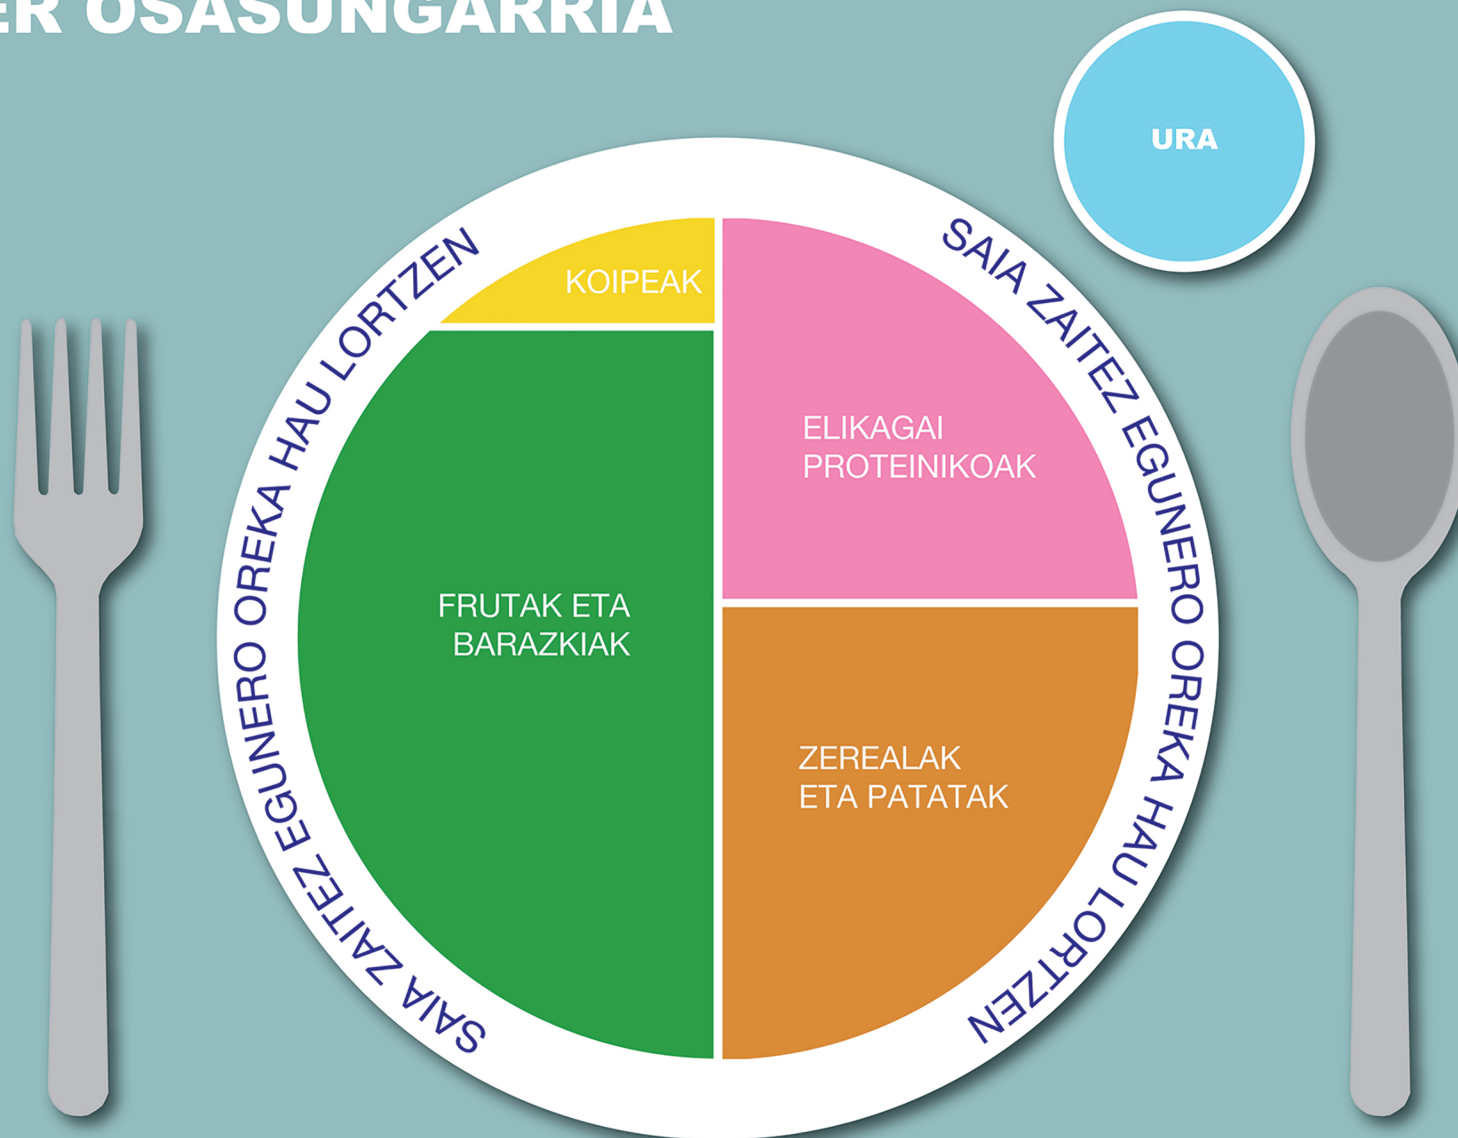 OSASUNGARRIA
URA
SAIA ZAITEZ EGUNERO OREKA HAU LORTZEN
SAIA ZAITEZ EGUNERO OREKA HAU LORTZEN
KOIPEAK
ELIKAGAI
PROTEINIKOAK
FRUTAK ETA
BARAZKIAK
ZEREALAK
ETA PATATAK